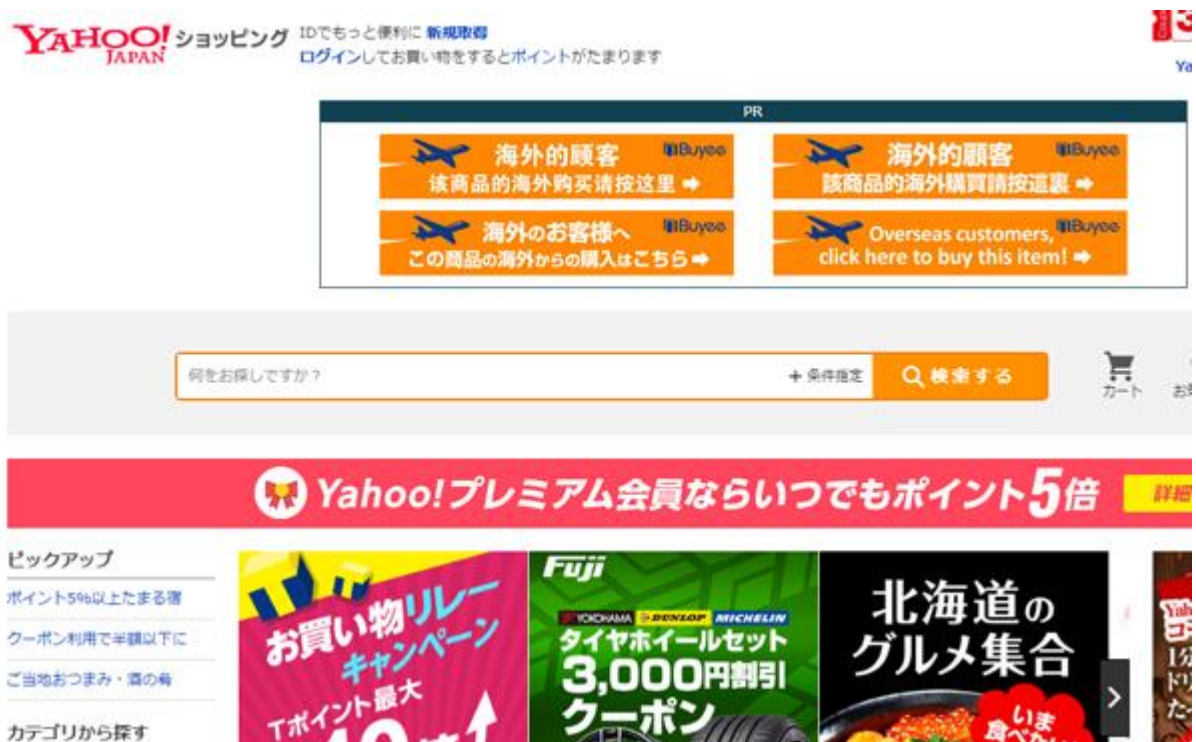 YAHOO! ショッピング
JAPAN
IDでもっと便利に 新規取得
ログインしてお買い物をするとポイントがたまります
PR
海外的顾客 Buyee
该商品的海外购买请按这里
海外的顧客 Buyee
該商品的海外購買請按這裏
海外のお客様へ Buyee
この商品の海外からの購入はこちら
Overseas customers, Buyee
click here to buy this item!
何をお探しですか?
+ 条件指定
検索する
カート
Yahoo!プレミアム会員ならいつでもポイント5倍
ピックアップ
ポイント5%以上たまる宿
クーポン利用で半額以下に
ご当地おつまみ・酒の肴
カテゴリから探す
お買い物リレー
キャンペーン
Tポイント最大
Fuji
YOKOHAMA DUNLOP MICHELIN
タイヤホイールセット
3,000円割引
クーポン
北海道の
グルメ集合
いま